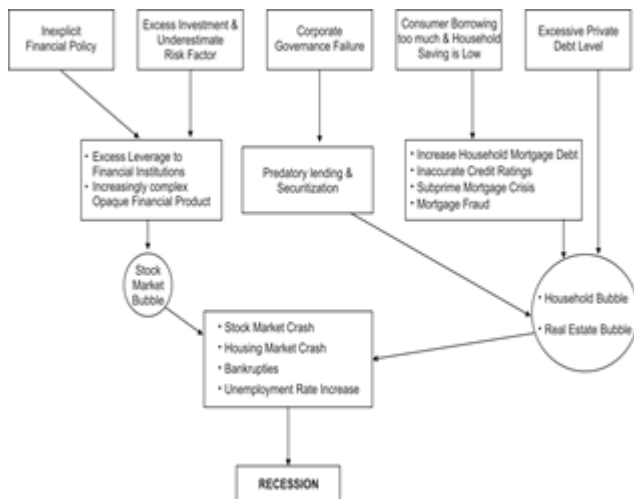 Inexplicit
Financial Policy
Excess Investment &
Underestimate
Risk Factor
Corporate
Governance Failure
Consumer Borrowing
too much & Household
Saving is Low
Excessive Private
Debt Level
• Excess Leverage to
Financial Institutions
• Increasingly complex
Opaque Financial Product
Predatory lending &
Securitization
• Increase Household Mortgage Debt
• Inaccurate Credit Ratings
• Subprime Mortgage Crisis
• Mortgage Fraud
Stock
Market
Bubble
• Household Bubble
• Real Estate Bubble
• Stock Market Crash
• Housing Market Crash
• Bankrupties
• Unemployment Rate Increase
RECESSION